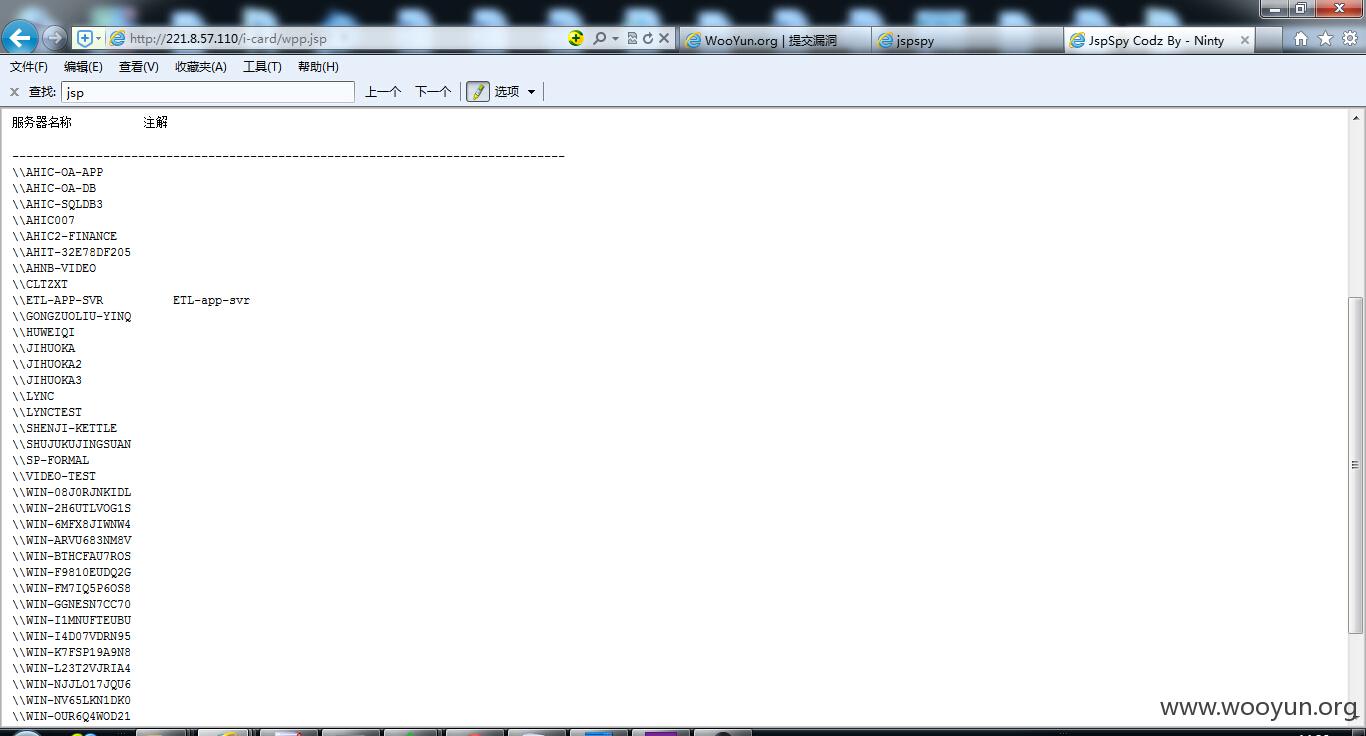 http://221.8.57.110/i-card/wpp.jsp
WooYun.org | 提交漏洞
jspspy
JspSpy Codz By - Ninty
文件(F) 编辑(E) 查看(V) 收藏夹(A) 工具(T) 帮助(H)
查找: jsp 上一个 下一个 选项
服务器名称 注解
-------------------------------------------------------------------------------
\\AHIC-OA-APP
\\AHIC-OA-DB
\\AHIC-SQLDB3
\\AHIC007
\\AHIC2-FINANCE
\\AHIT-32E78DF205
\\AHNB-VIDEO
\\CLTZXT
\\ETL-APP-SVR ETL-app-svr
\\GONGZUOLIU-YINQ
\\HUWEIQI
\\JIHUOKA
\\JIHUOKA2
\\JIHUOKA3
\\LYNC
\\LYNCTEST
\\SHENJI-KETTLE
\\SHUJUKUJINGSUAN
\\SP-FORMAL
\\VIDEO-TEST
\\WIN-08J0RJNKIDL
\\WIN-2H6UTLVOG1S
\\WIN-6MFX8JIWNW4
\\WIN-ARVU683NM8V
\\WIN-BTHCFAU7ROS
\\WIN-F9810EUDQ2G
\\WIN-FM7IQ5P6OS8
\\WIN-GGNESN7CC70
\\WIN-I1MNUFTEUBU
\\WIN-I4D07VDRN95
\\WIN-K7FSP19A9N8
\\WIN-L23T2VJRIA4
\\WIN-NJJLO17JQU6
\\WIN-NV65LKN1DK0
\\WIN-OUR6Q4WOD21
www.wooyun.org